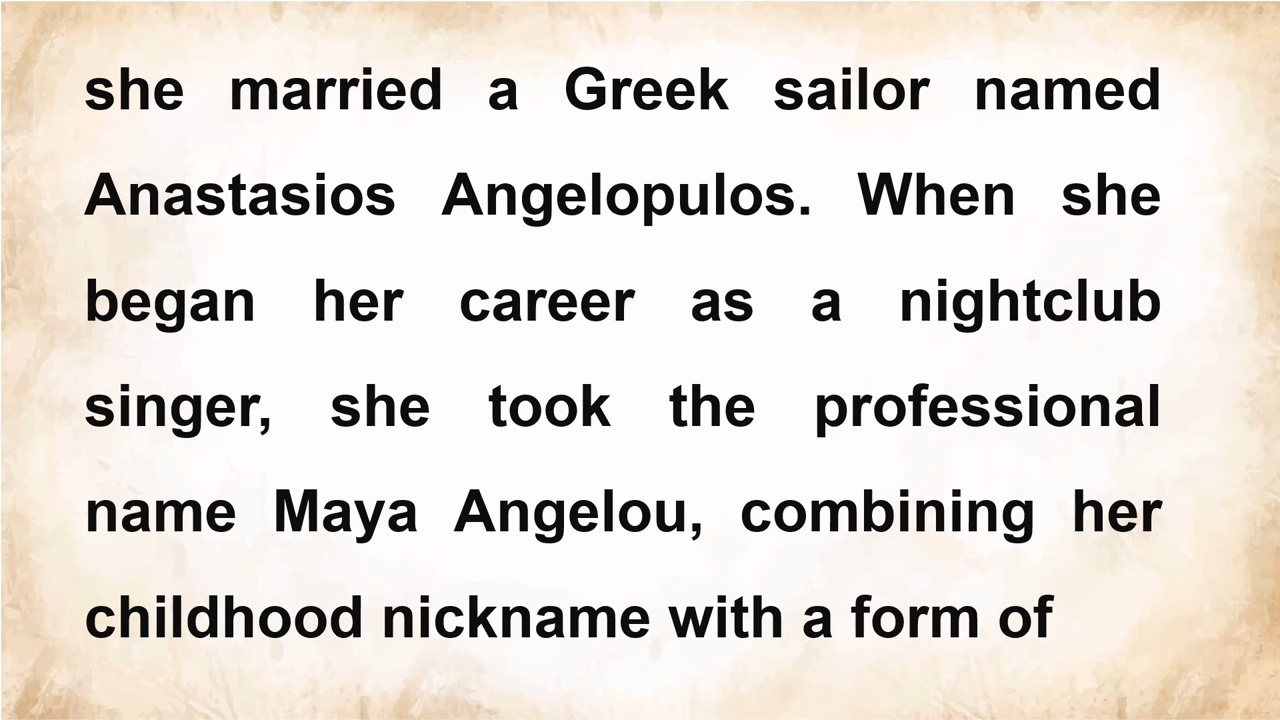 she married a Greek sailor named
Anastasios Angelopulos. When she
began her career as a nightclub
singer, she took the professional
name Maya Angelou, combining her
childhood nickname with a form of